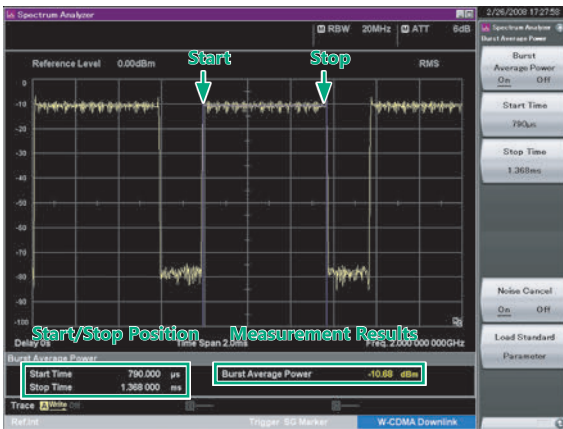 Spectrum Analyzer
2/26/2008 17:27:58
RBW 20MHz ATT 6dB
Spectrum Analyzer
Burst Average Power
Reference Level 0.00dBm
Start
Stop
RMS
Burst
Average Power
On Off
Start Time
790μs
Stop Time
1.368ms
0
-10
-20
-30
-40
-50
-60
-70
-80
-90
-100
Noise Cancel
On Off
Load Standard
Parameter
Start/Stop Position
Measurement Results
Delay 0s Time Span 2.0ms Freq. 2.000 000 000GHz
Burst Average Power
Start Time 790.000 μs
Stop Time 1.368 000 ms
Burst Average Power -10.68 dBm
Trace A Write
Ref.Int Trigger SG Marker W-CDMA Downlink